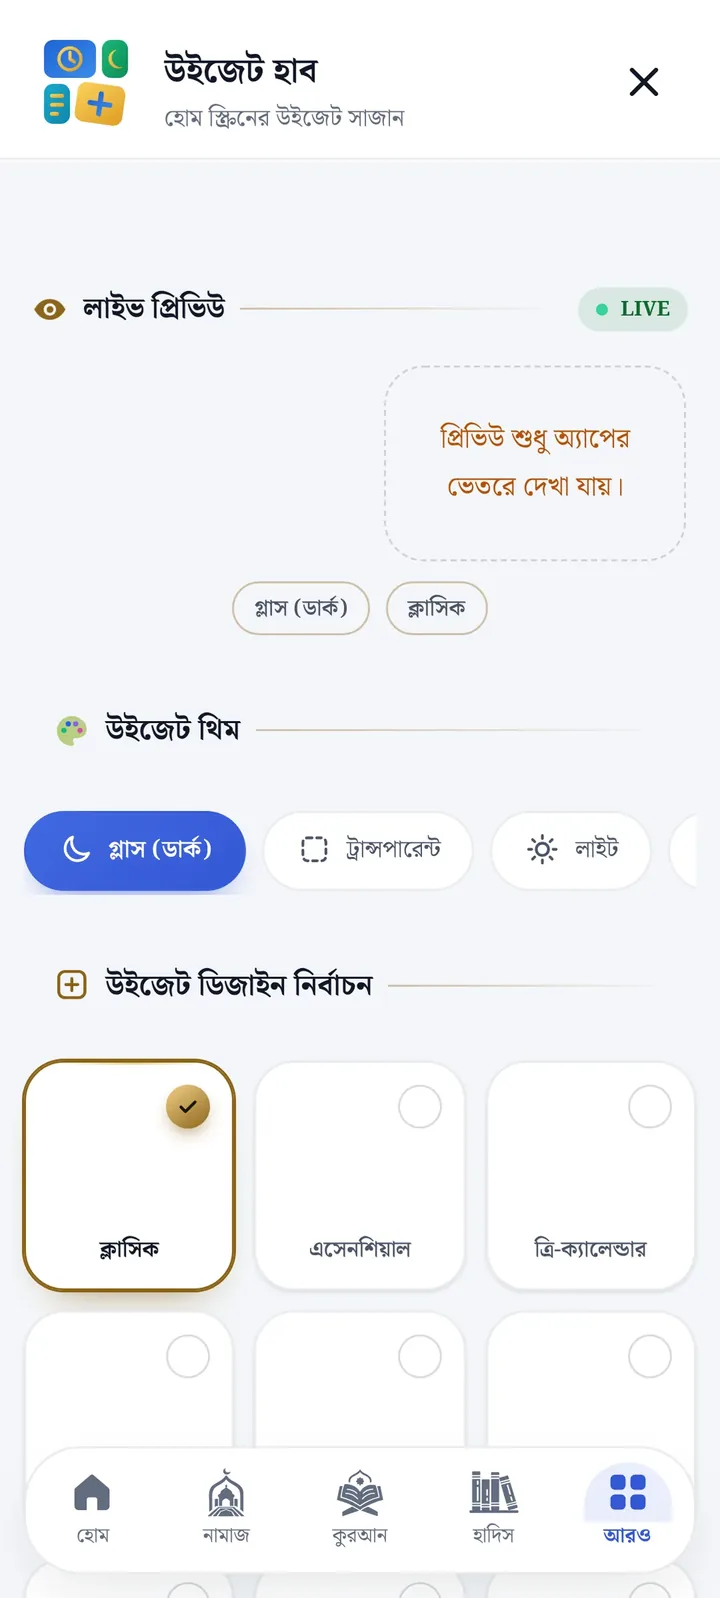 উইজেট হাব
হোম স্ক্রিনের উইজেট সাজান
লাইভ প্রিভিউ
LIVE
প্রিভিউ শুধু অ্যাপের
ভেতরে দেখা যায়।
গ্লাস (ডার্ক)
ক্লাসিক
উইজেট থিম
গ্লাস (ডার্ক)
ট্রান্সপারেন্ট
লাইট
উইজেট ডিজাইন নির্বাচন
ক্লাসিক
এসেনশিয়াল
ত্রি-ক্যালেন্ডার
হোম
নামাজ
কুরআন
হাদিস
আরও